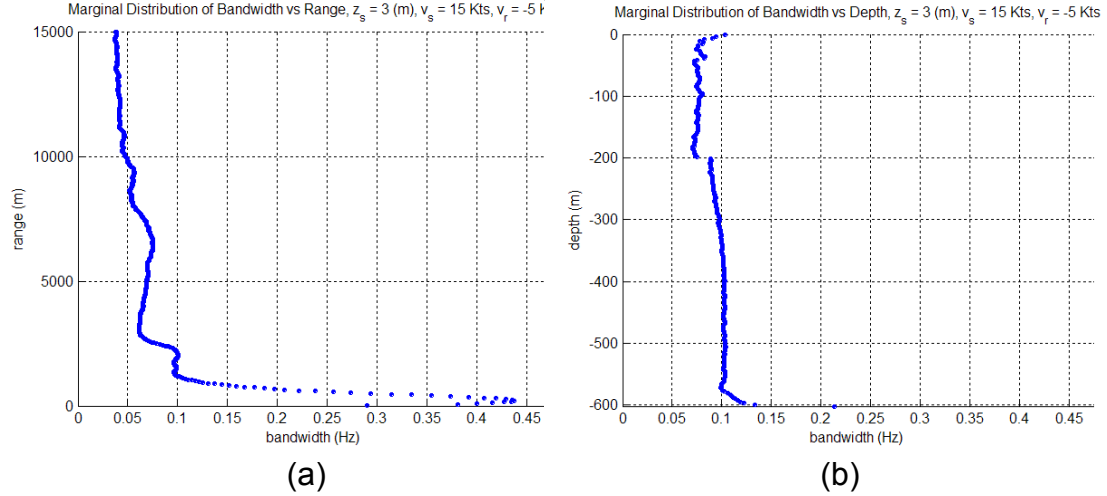 Marginal Distribution of Bandwidth vs Range, z_s = 3 (m), v_s = 15 Kts, v_r = -5 K
15000
10000
5000
0
range (m)
0 0.05 0.1 0.15 0.2 0.25 0.3 0.35 0.4 0.45
bandwidth (Hz)
(a)
Marginal Distribution of Bandwidth vs Depth, z_s = 3 (m), v_s = 15 Kts, v_r = -5 Kts
0
-100
-200
-300
-400
-500
-600
depth (m)
0 0.05 0.1 0.15 0.2 0.25 0.3 0.35 0.4 0.45
bandwidth (Hz)
(b)